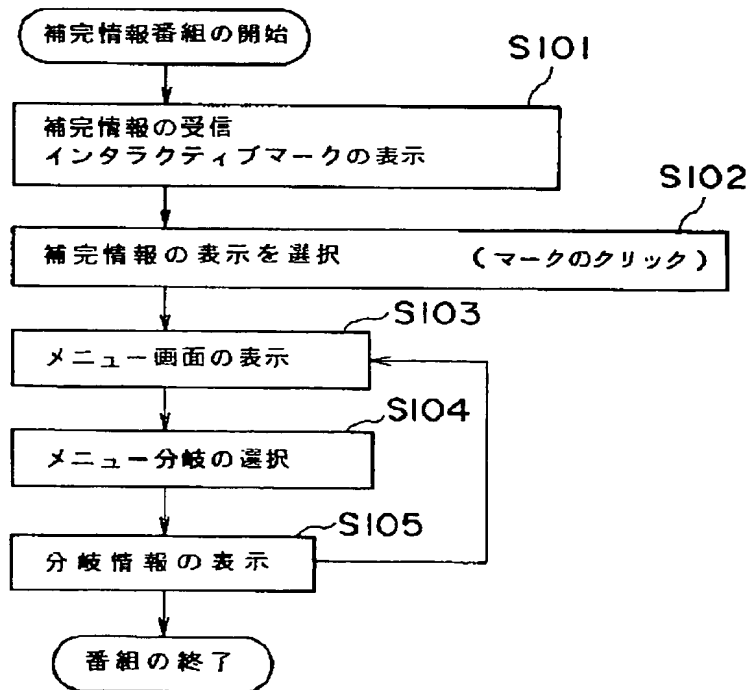 補完情報番組の開始
S101
補完情報の受信
インタラクティブマークの表示
S102
補完情報の表示を選択 (マークのクリック)
S103
メニュー画面の表示
S104
メニュー分岐の選択
S105
分岐情報の表示
番組の終了